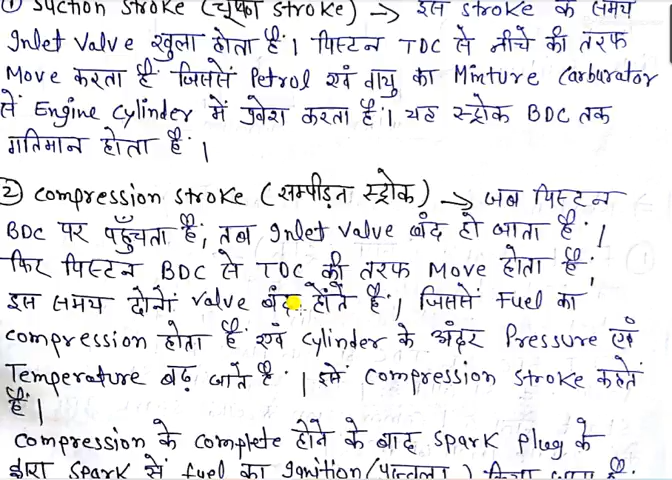 ① Suction Stroke (चूषण Stroke) → इस Stroke के समय
Inlet Valve खुला होता है। पिस्टन TDC से नीचे की तरफ
Move करता है जिससें Petrol एवं वायु का Minture Carburator
से Engine Cylinder में प्रवेश करता है। यह स्ट्रोक BDC तक
गतिमान होता है।
② Compression Stroke (सम्पीड़न स्ट्रोक) → जब पिस्टन
BDC पर पहुँचता है, तब Inlet Valve बंद हो जाता है।
फिर पिस्टन BDC से TDC की तरफ Move होता है,
इस समय दोनों Valve बंद होते है। जिससे Fuel का
Compression होता है एवं Cylinder के अंदर Pressure एवं
Temperature बढ़ जाते है। इसे Compression Stroke कहते
हैं।
Compression के Complete होने के बाद Spark Plug के
द्वारा Spark से Fuel का Ignition (